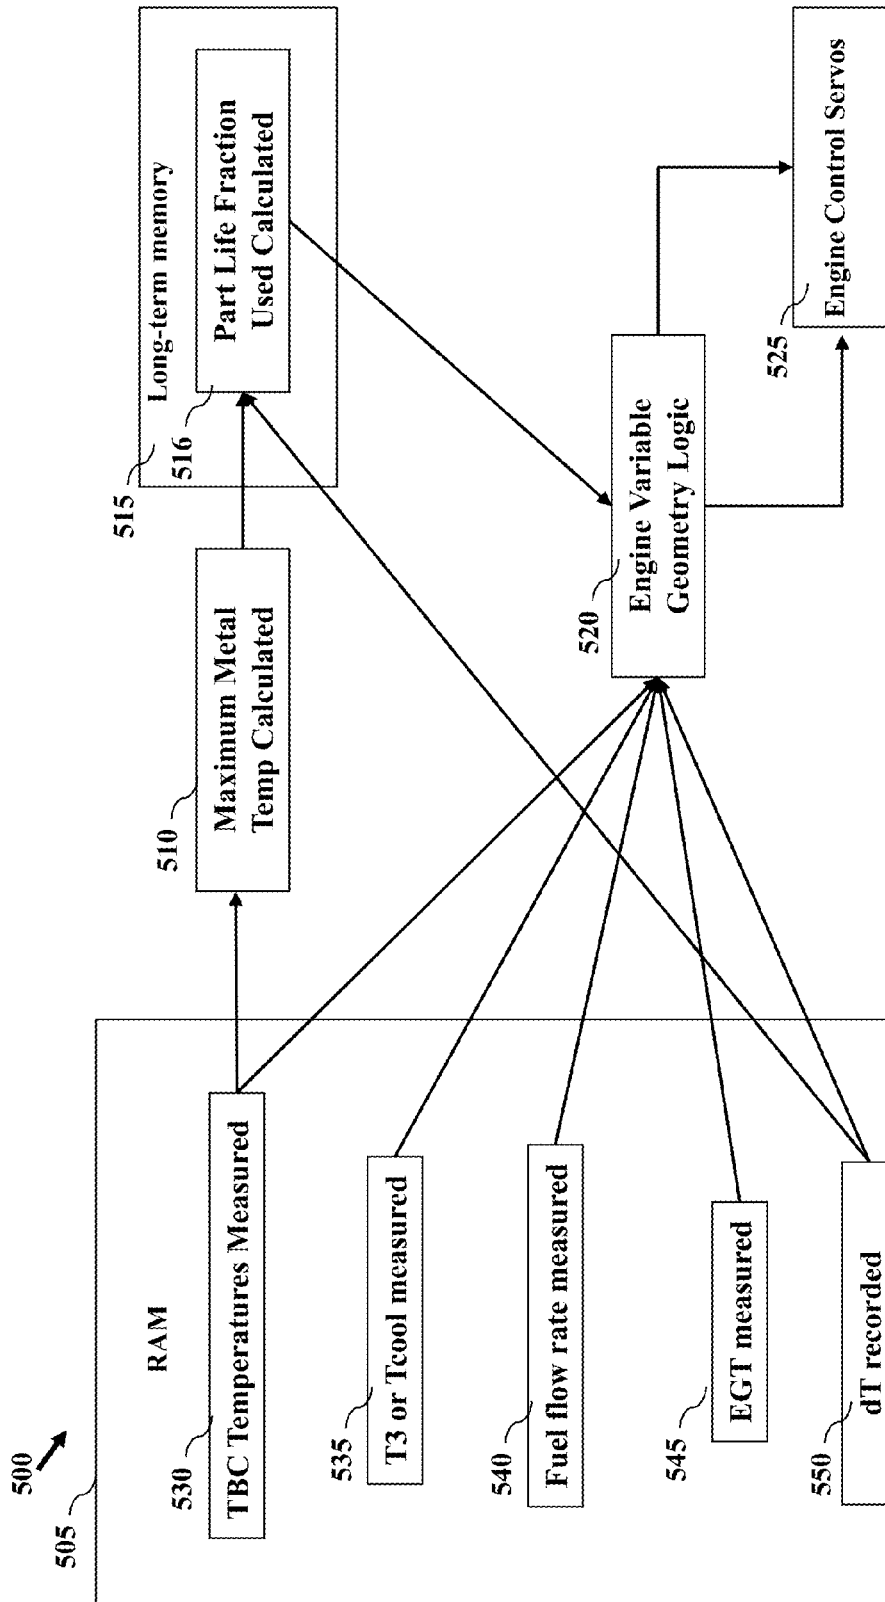 500
505
RAM
530
TBC Temperatures Measured
535
T3 or Tcool measured
540
Fuel flow rate measured
545
EGT measured
550
dT recorded
510
Maximum Metal
Temp Calculated
515
Long-term memory
516
Part Life Fraction
Used Calculated
520
Engine Variable
Geometry Logic
525
Engine Control Servos